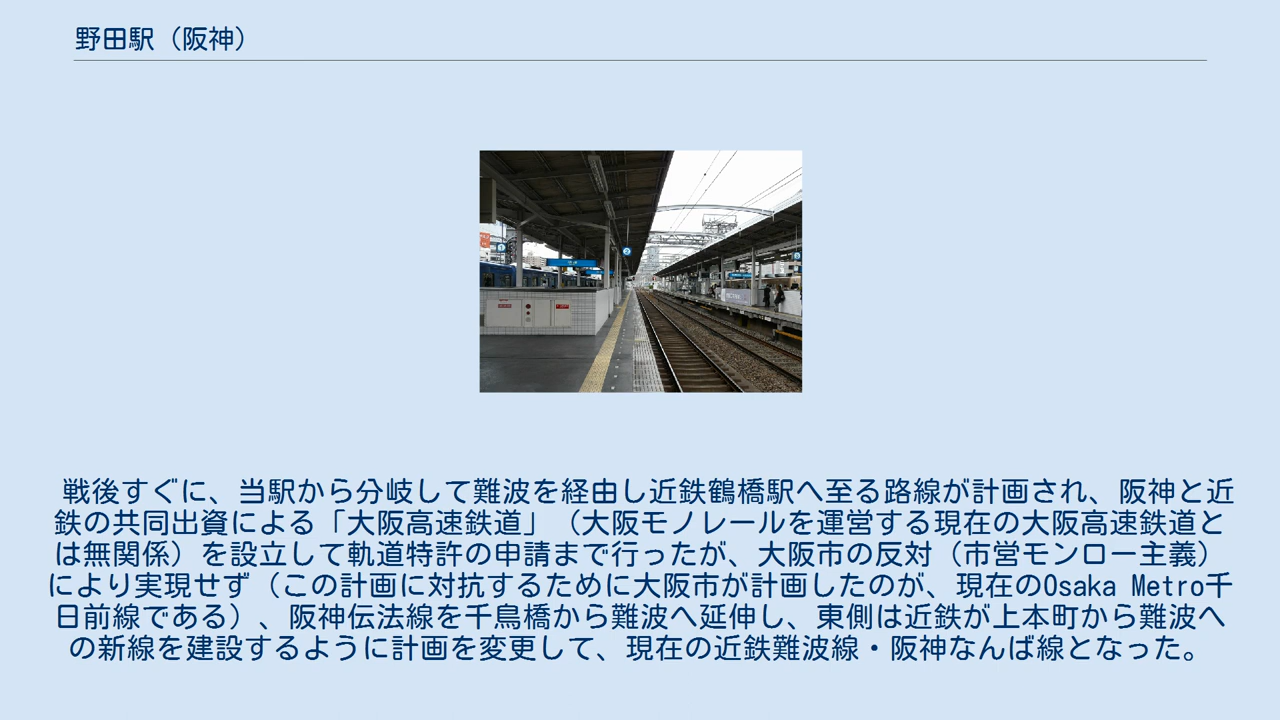 野田駅（阪神）
戦後すぐに、当駅から分岐して難波を経由し近鉄鶴橋駅へ至る路線が計画され、阪神と近
鉄の共同出資による「大阪高速鉄道」（大阪モノレールを運営する現在の大阪高速鉄道と
は無関係）を設立して軌道特許の申請まで行ったが、大阪市の反対（市営モンロー主義）
により実現せず（この計画に対抗するために大阪市が計画したのが、現在のOsaka Metro千
日前線である）、阪神伝法線を千鳥橋から難波へ延伸し、東側は近鉄が上本町から難波へ
の新線を建設するように計画を変更して、現在の近鉄難波線・阪神なんば線となった。